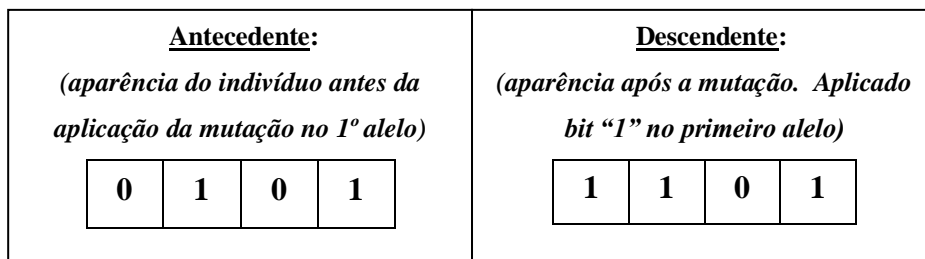 Antecedente:
(aparência do indivíduo antes da
aplicação da mutação no 1º alelo)
0 1 0 1
Descendente:
(aparência após a mutação. Aplicado
bit “1” no primeiro alelo)
1 1 0 1